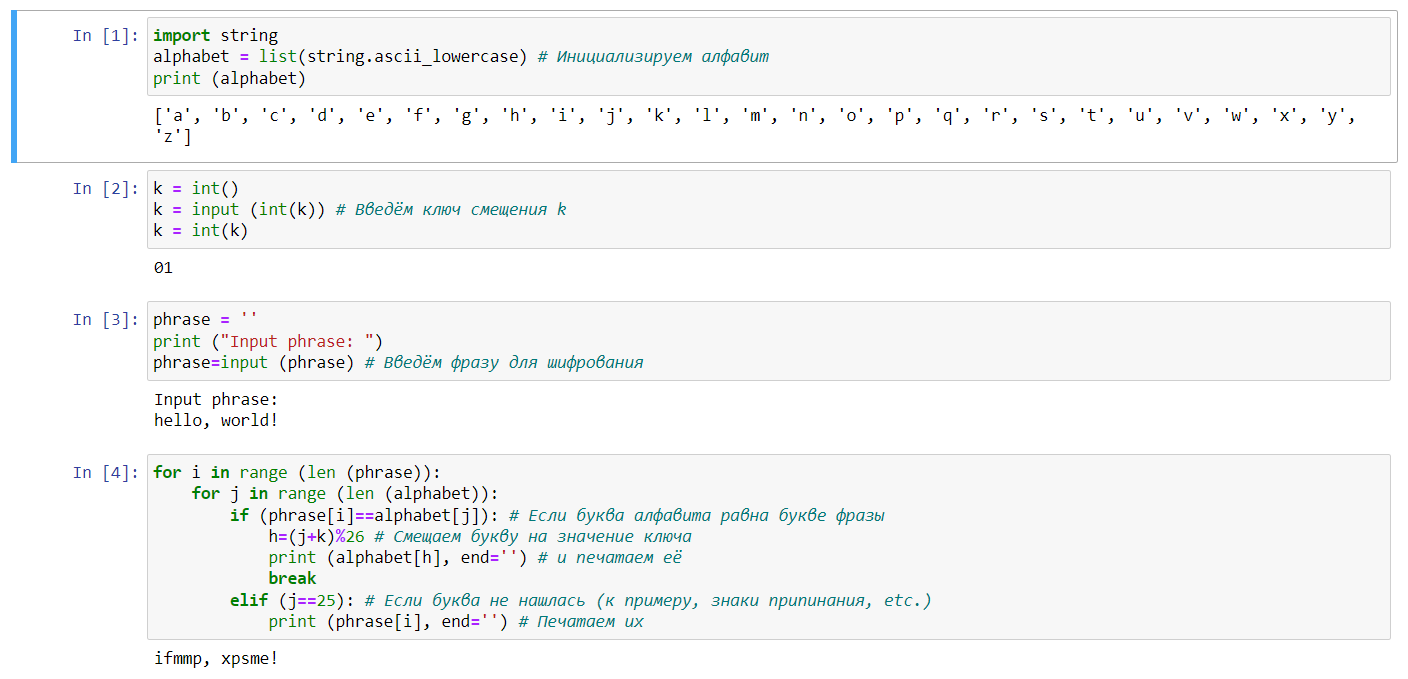 In [1]: import string
alphabet = list(string.ascii_lowercase) # Инициализируем алфавит
print (alphabet)
['a', 'b', 'c', 'd', 'e', 'f', 'g', 'h', 'i', 'j', 'k', 'l', 'm', 'n', 'o', 'p', 'q', 'r', 's', 't', 'u', 'v', 'w', 'x', 'y',
'z']
In [2]: k = int()
k = input (int(k)) # Введём ключ смещения k
k = int(k)
01
In [3]: phrase = ''
print ("Input phrase: ")
phrase=input (phrase) # Введём фразу для шифрования
Input phrase:
hello, world!
In [4]: for i in range (len (phrase)):
    for j in range (len (alphabet)):
        if (phrase[i]==alphabet[j]): # Если буква алфавита равна букве фразы
            h=(j+k)%26 # Смещаем букву на значение ключа
            print (alphabet[h], end='') # и печатаем её
            break
        elif (j==25): # Если буква не нашлась (к примеру, знаки припинания, etc.)
            print (phrase[i], end='') # Печатаем их
ifmmp, xpsme!